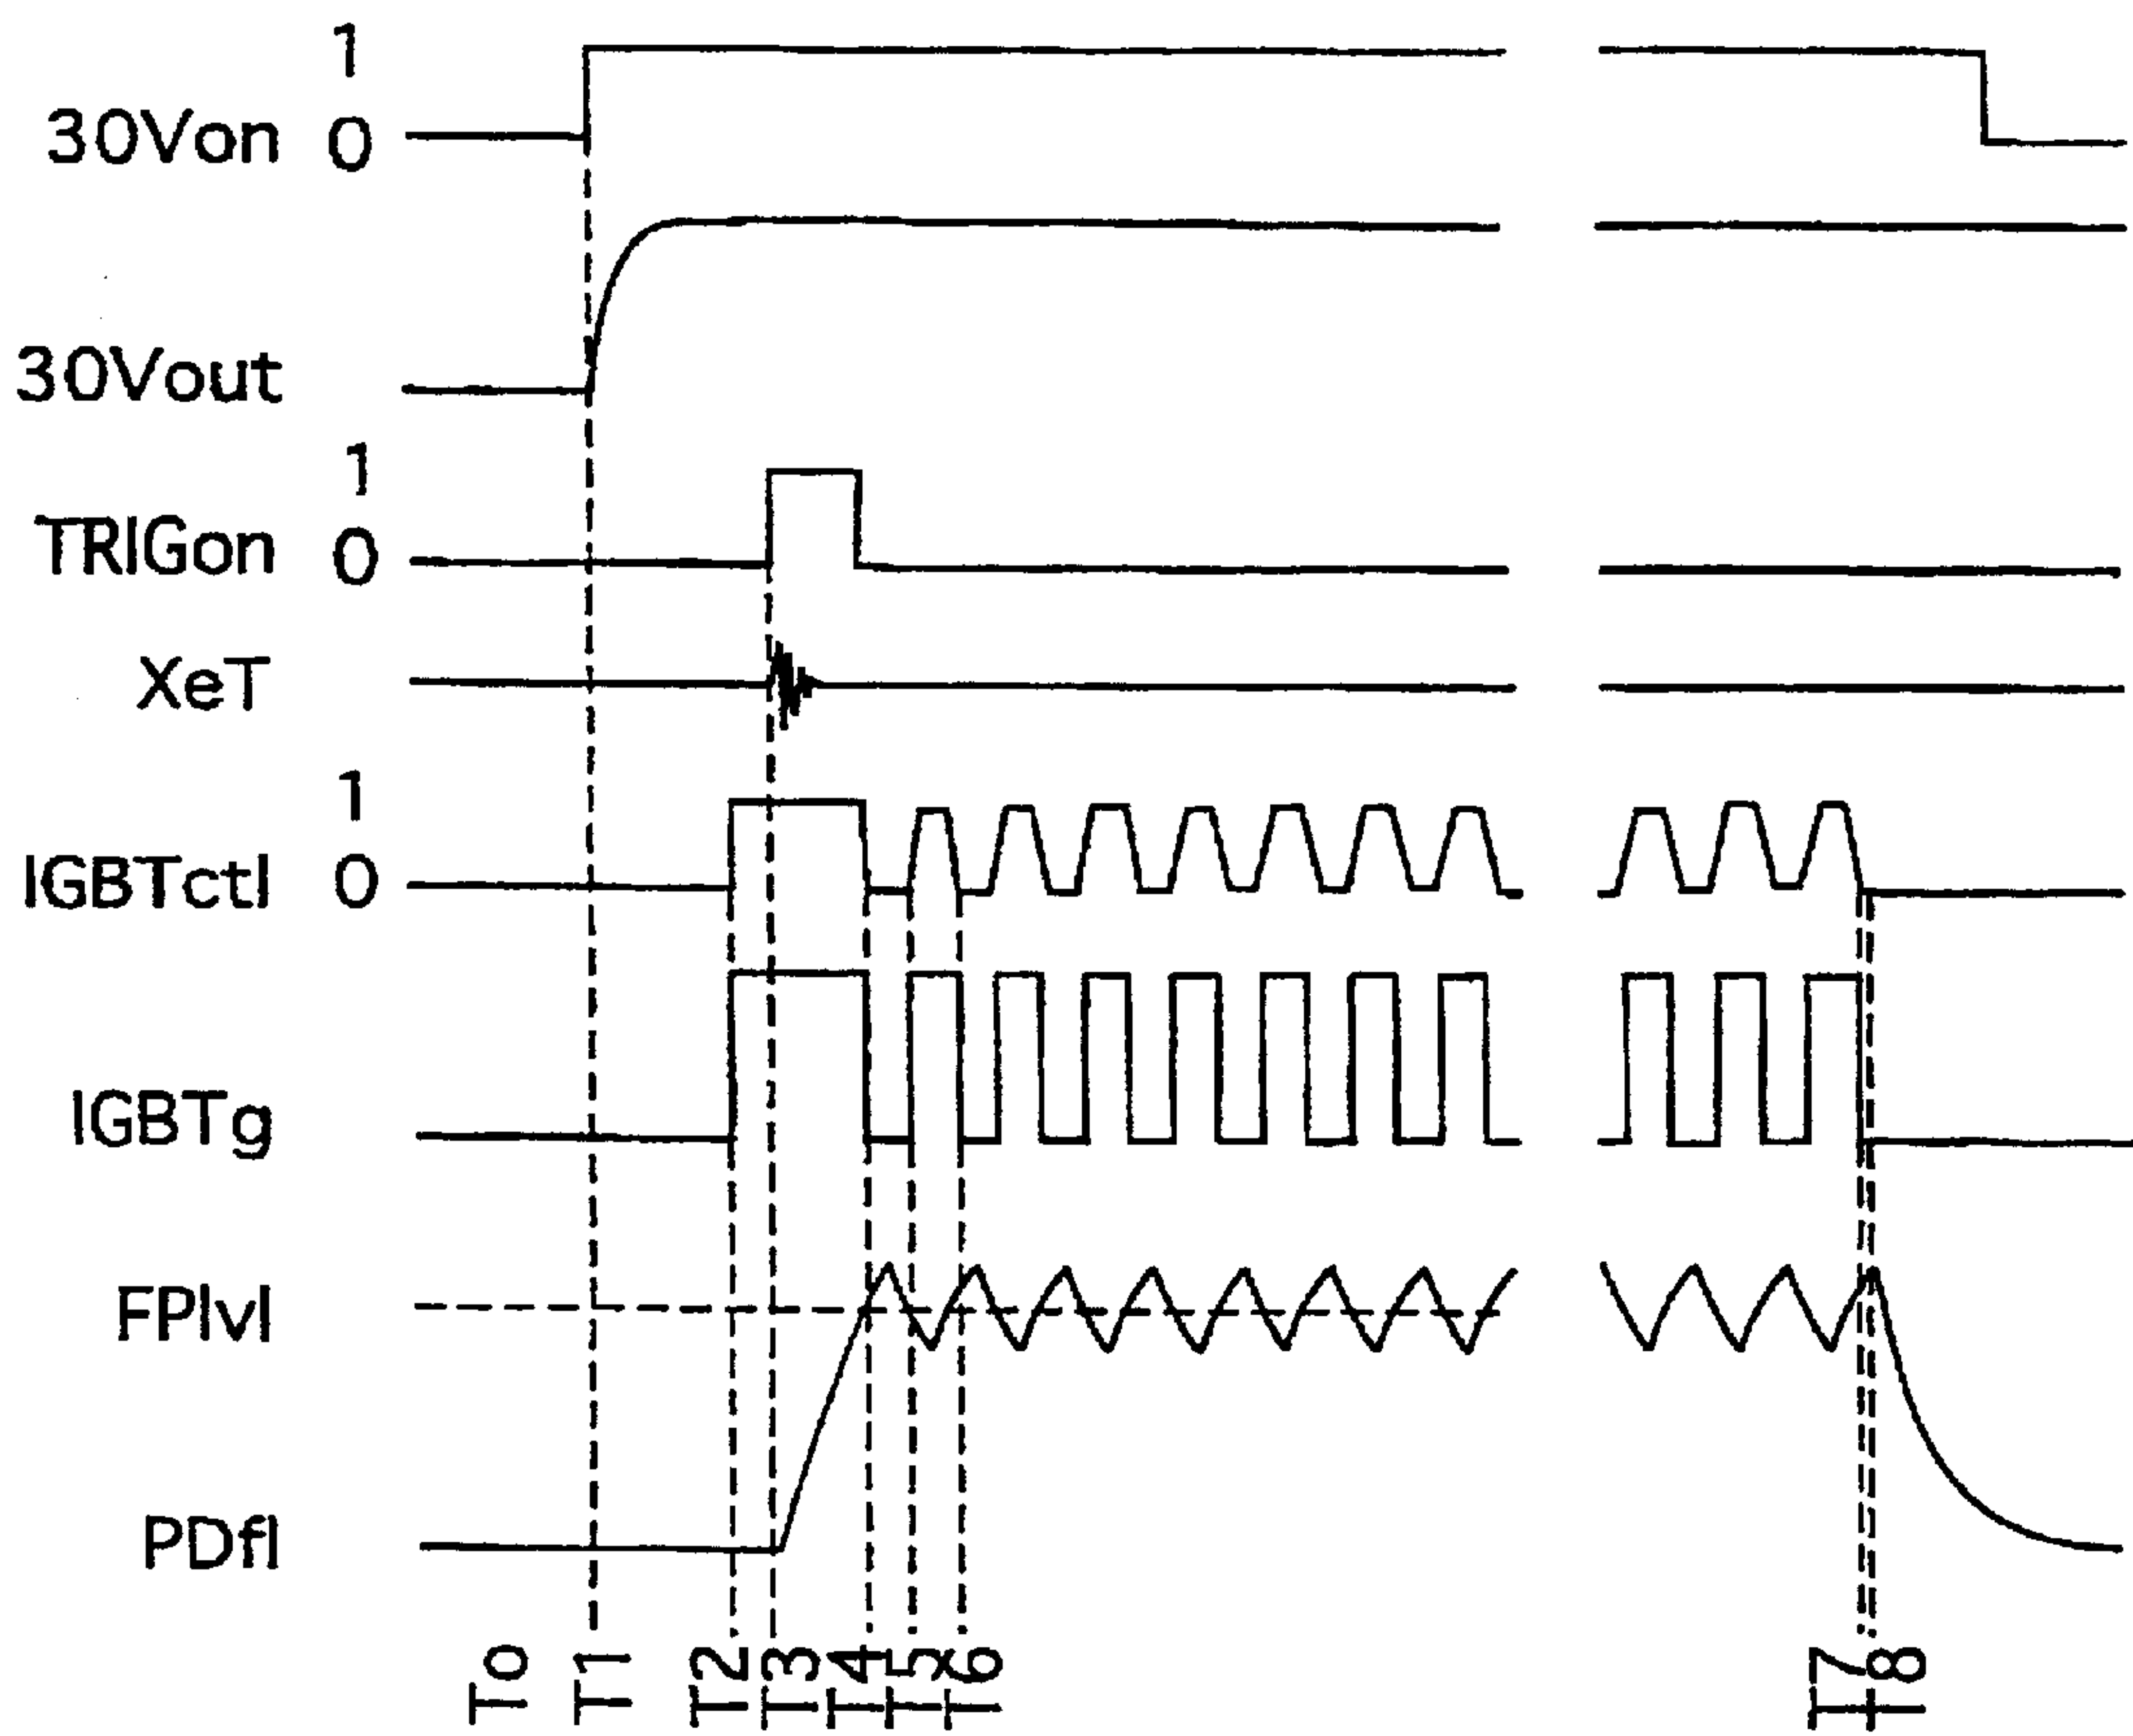 1
30Von 0
30Vout
1
TRIGon 0
XeT
1
IGBTctl 0
IGBTg
FPlvl
PDfl
To T1 T2 T3 T4 T5 T6 T7 T8